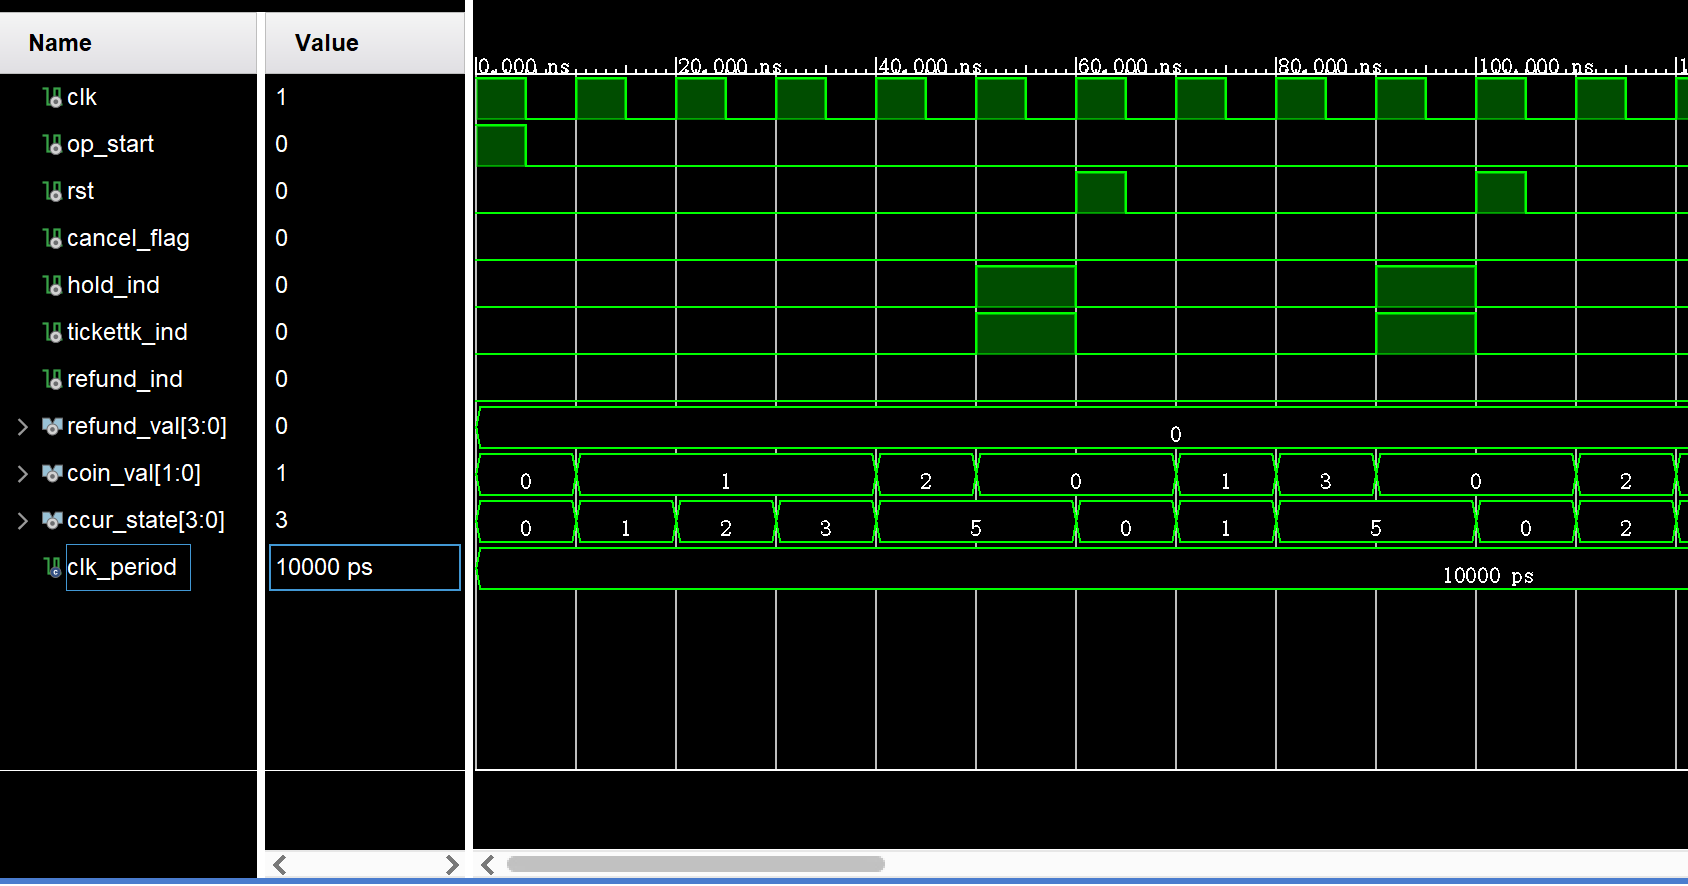 Name Value
0.000 ns 20.000 ns 40.000 ns 60.000 ns 80.000 ns 100.000 ns
clk 1
op_start 0
rst 0
cancel_flag 0
hold_ind 0
tickettk_ind 0
refund_ind 0
refund_val[3:0] 0 0
coin_val[1:0] 1 0 1 2 0 1 3 0 2
ccur_state[3:0] 3 0 1 2 3 5 0 1 5 0 2
clk_period 10000 ps 10000 ps